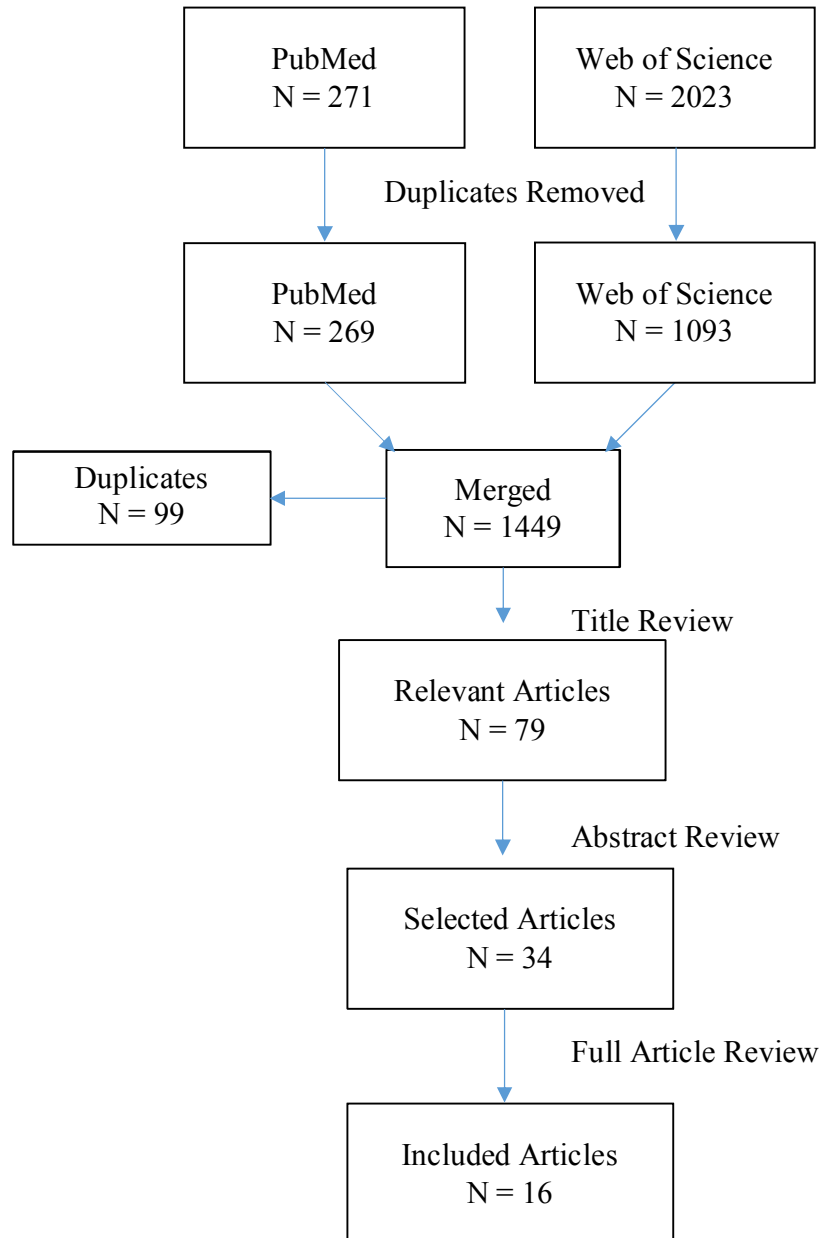 PubMed
N = 271
Web of Science
N = 2023
Duplicates Removed
PubMed
N = 269
Web of Science
N = 1093
Duplicates
N = 99
Merged
N = 1449
Title Review
Relevant Articles
N = 79
Abstract Review
Selected Articles
N = 34
Full Article Review
Included Articles
N = 16